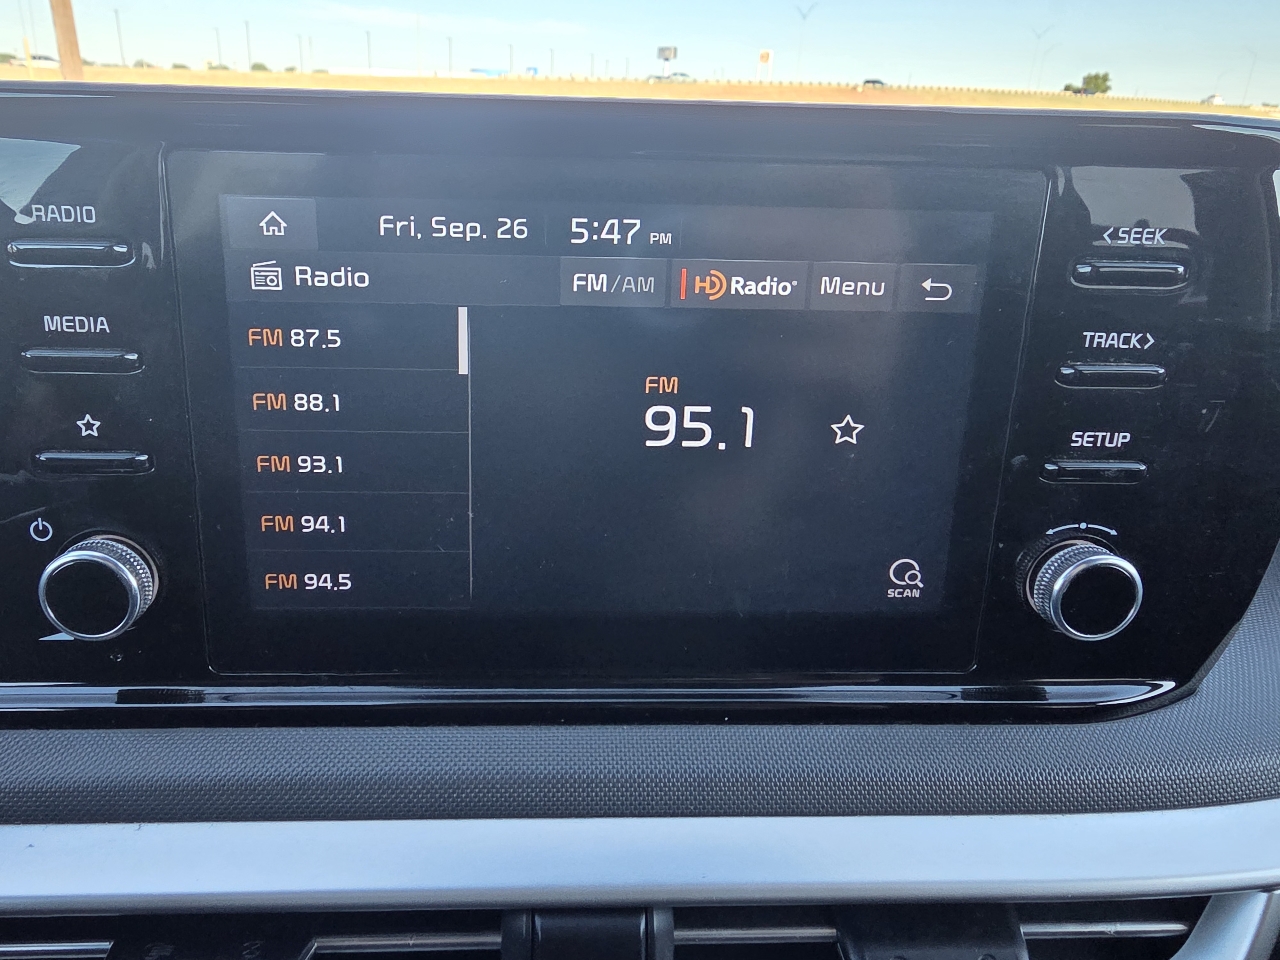 RADIO
MEDIA
Fri, Sep. 26 5:47 PM
Radio FM/AM HD Radio Menu
FM 87.5
FM 88.1
FM 93.1
FM 94.1
FM 94.5
FM
95.1
SCAN
<SEEK
TRACK>
SETUP